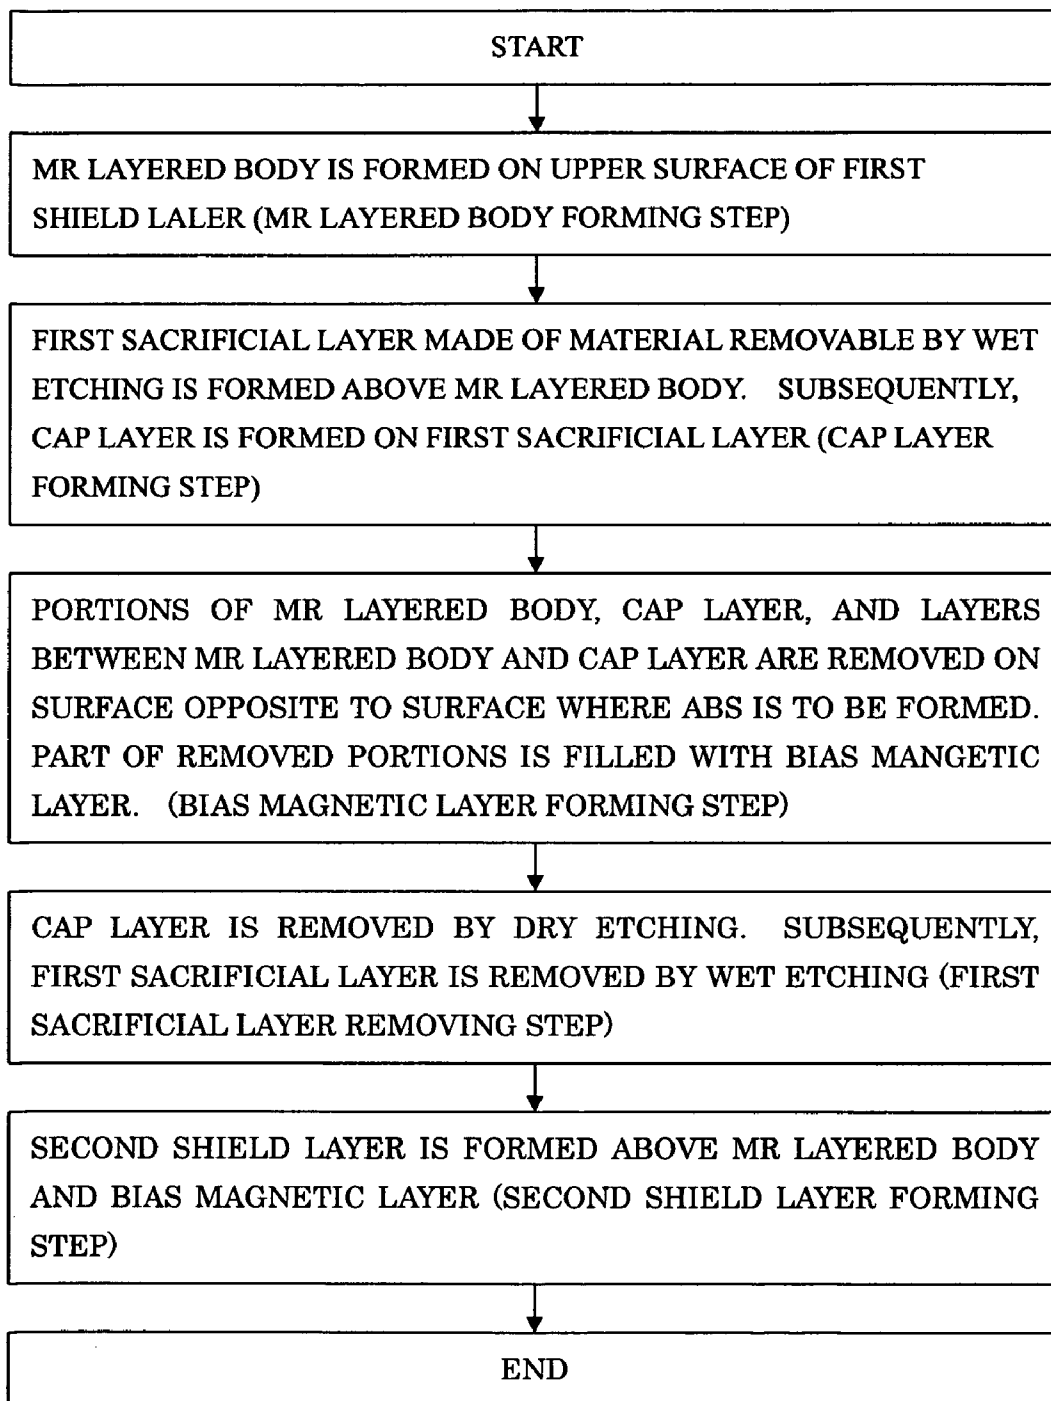 START
MR LAYERED BODY IS FORMED ON UPPER SURFACE OF FIRST
SHIELD LALER (MR LAYERED BODY FORMING STEP)
FIRST SACRIFICIAL LAYER MADE OF MATERIAL REMOVABLE BY WET
ETCHING IS FORMED ABOVE MR LAYERED BODY. SUBSEQUENTLY,
CAP LAYER IS FORMED ON FIRST SACRIFICIAL LAYER (CAP LAYER
FORMING STEP)
PORTIONS OF MR LAYERED BODY, CAP LAYER, AND LAYERS
BETWEEN MR LAYERED BODY AND CAP LAYER ARE REMOVED ON
SURFACE OPPOSITE TO SURFACE WHERE ABS IS TO BE FORMED.
PART OF REMOVED PORTIONS IS FILLED WITH BIAS MANGETIC
LAYER. (BIAS MAGNETIC LAYER FORMING STEP)
CAP LAYER IS REMOVED BY DRY ETCHING. SUBSEQUENTLY,
FIRST SACRIFICIAL LAYER IS REMOVED BY WET ETCHING (FIRST
SACRIFICIAL LAYER REMOVING STEP)
SECOND SHIELD LAYER IS FORMED ABOVE MR LAYERED BODY
AND BIAS MAGNETIC LAYER (SECOND SHIELD LAYER FORMING
STEP)
END